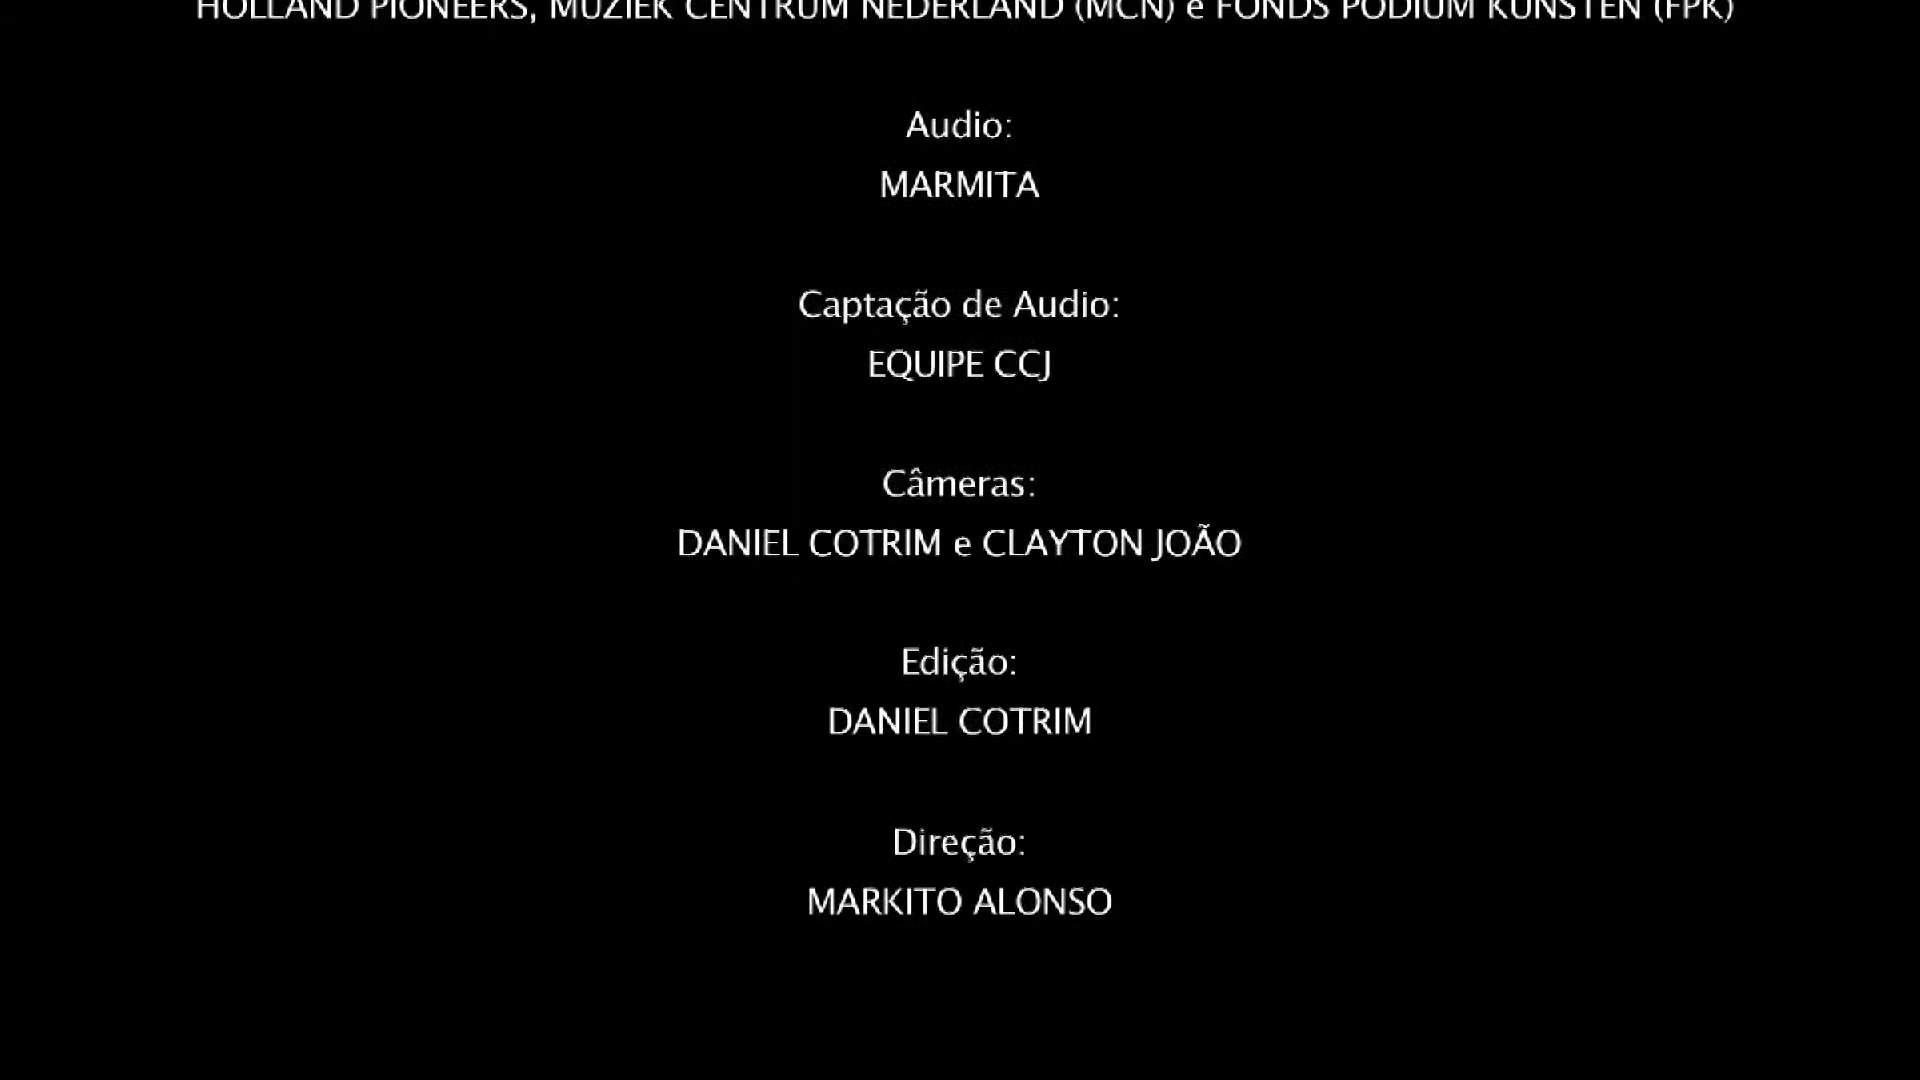 HOLLAND PIONEERS, MUZIEK CENTRUM NEDERLAND (MCN) e FONDS PODIUM KUNSTEN (FPK)
Audio:
MARMITA
Captação de Audio:
EQUIPE CCJ
Câmeras:
DANIEL COTRIM e CLAYTON JOÃO
Edição:
DANIEL COTRIM
Direção:
MARKITO ALONSO